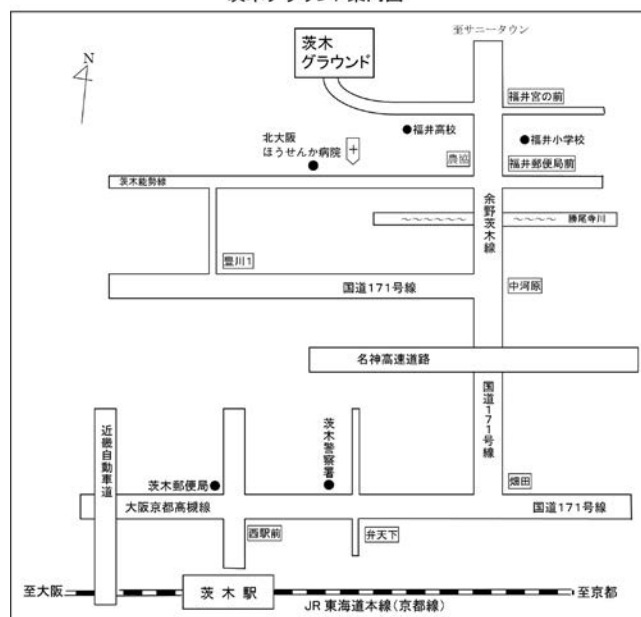 至サニータウン
茨木
グラウンド
N
福井宮の前
●福井高校
●福井小学校
北大阪
ほうせんか病院
農協
福井郵便局前
茨木能勢線
余野茨木線
勝尾寺川
豊川1
国道171号線
中河原
名神高速道路
国道171号線
近畿自動車道
茨木警察署
茨木郵便局●
畑田
大阪京都高槻線
国道171号線
西駅前
弁天下
至大阪
茨木駅
至京都
JR東海道本線(京都線)